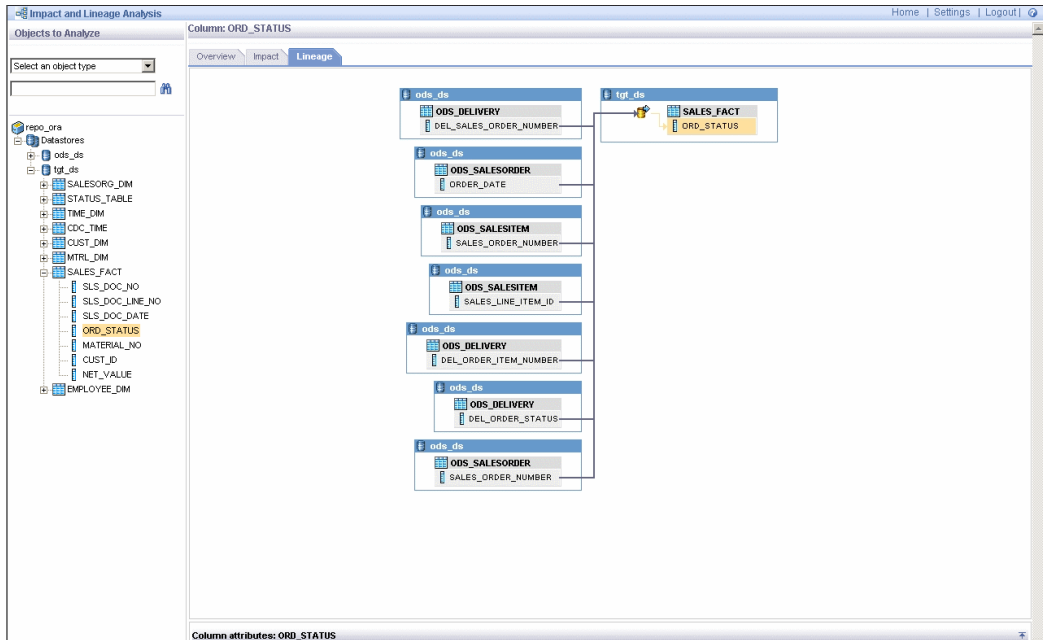 Impact and Lineage Analysis
Home | Settings | Logout |
Objects to Analyze
Column: ORD_STATUS
Overview
Impact
Lineage
Select an object type
repo_ora
Datastores
ods_ds
tgt_ds
SALESORG_DIM
STATUS_TABLE
TIME_DIM
CDC_TIME
CUST_DIM
MTRL_DIM
SALES_FACT
SLS_DOC_NO
SLS_DOC_LINE_NO
SLS_DOC_DATE
ORD_STATUS
MATERIAL_NO
CUST_ID
NET_VALUE
EMPLOYEE_DIM
ods_ds
ODS_DELIVERY
DEL_SALES_ORDER_NUMBER
ods_ds
ODS_SALESORDER
ORDER_DATE
ods_ds
ODS_SALESITEM
SALES_ORDER_NUMBER
ods_ds
ODS_SALESITEM
SALES_LINE_ITEM_ID
ods_ds
ODS_DELIVERY
DEL_ORDER_ITEM_NUMBER
ods_ds
ODS_DELIVERY
DEL_ORDER_STATUS
ods_ds
ODS_SALESORDER
SALES_ORDER_NUMBER
tgt_ds
SALES_FACT
ORD_STATUS
Column attributes: ORD_STATUS